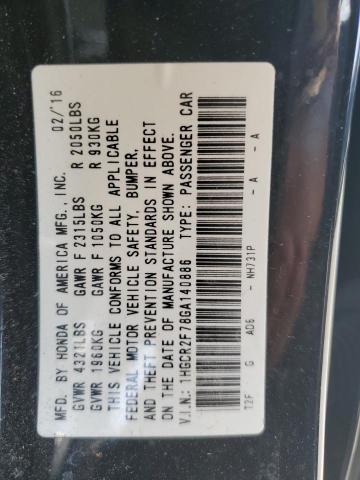 MFD. BY HONDA OF AMERICA MFG., INC. 02/'16
GVWR 4321LBS GAWR F 2315LBS R 2050LBS
GVWR 1960KG GAWR F 1050KG R 930KG
THIS VEHICLE CONFORMS TO ALL APPLICABLE
FEDERAL MOTOR VEHICLE SAFETY, BUMPER,
AND THEFT PREVENTION STANDARDS IN EFFECT
ON THE DATE OF MANUFACTURE SHOWN ABOVE.
V.I.N.: 1HGCR2F78GA140886 TYPE: PASSENGER CAR
T2F G AD6 - NH731P - A - A